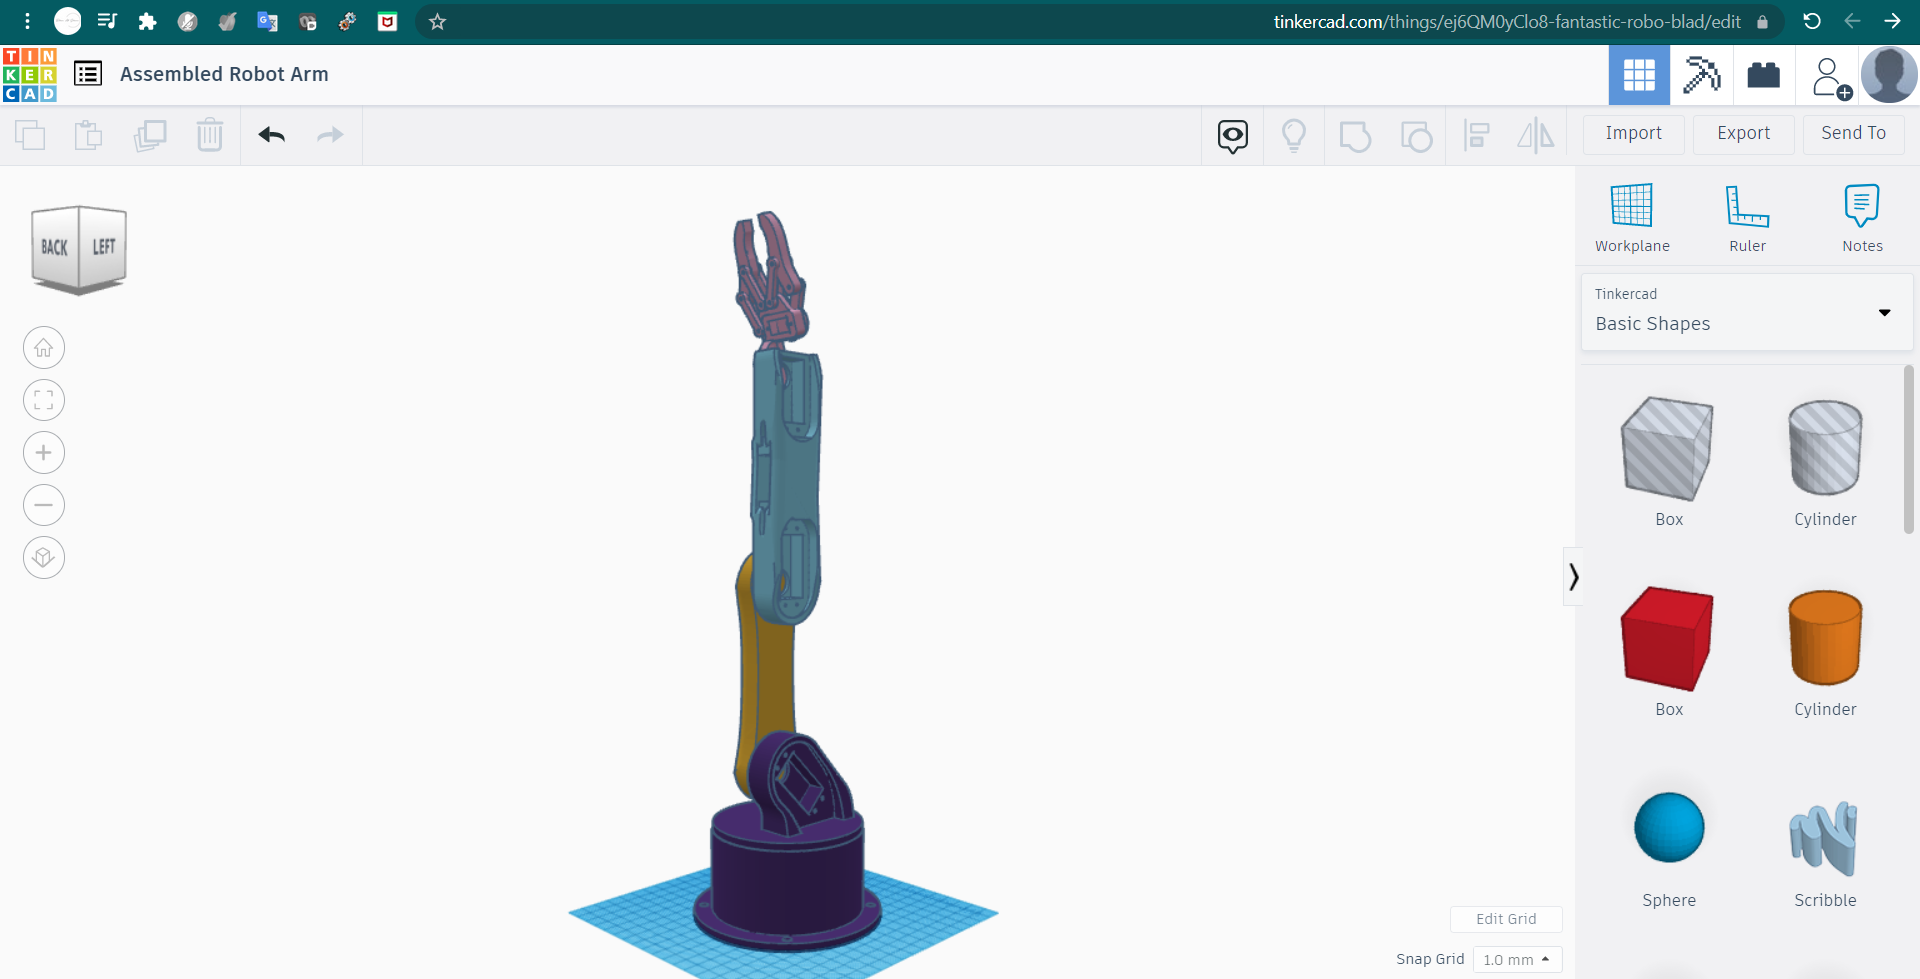 tinkercad.com/things/ej6QM0yClo8-fantastic-robo-blad/edit
TIN
KER
CAD
Assembled Robot Arm
Import
Export
Send To
BACK
LEFT
Workplane
Ruler
Notes
Tinkercad
Basic Shapes
Box
Cylinder
Box
Cylinder
Sphere
Scribble
Edit Grid
Snap Grid
1.0 mm